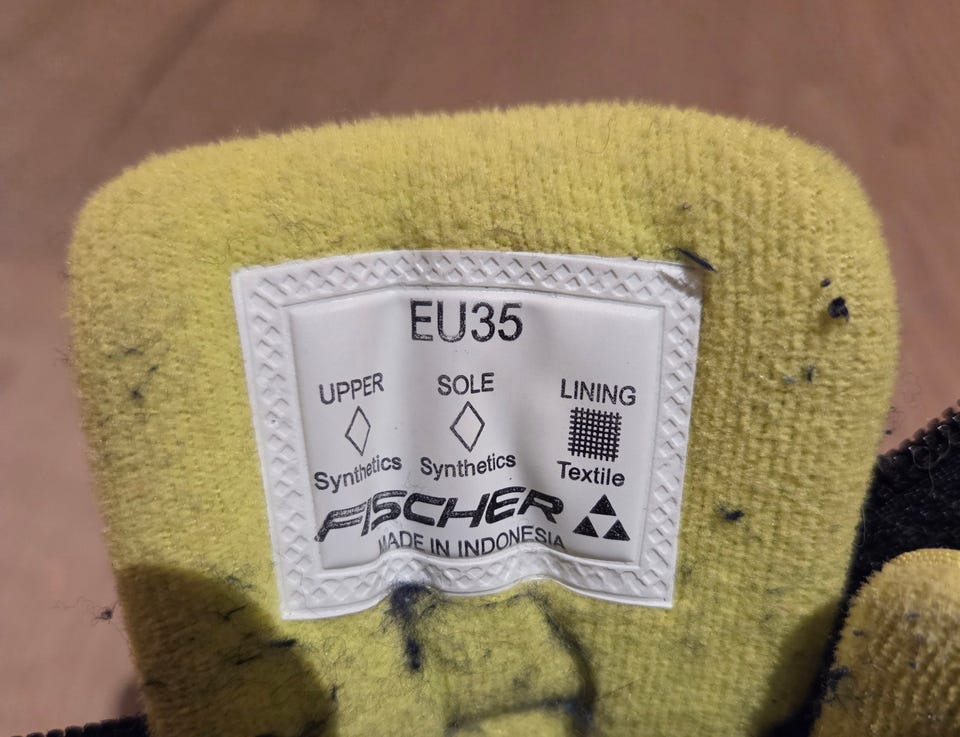 EU35
UPPER SOLE LINING
Synthetics Synthetics Textile
FISCHER
MADE IN INDONESIA